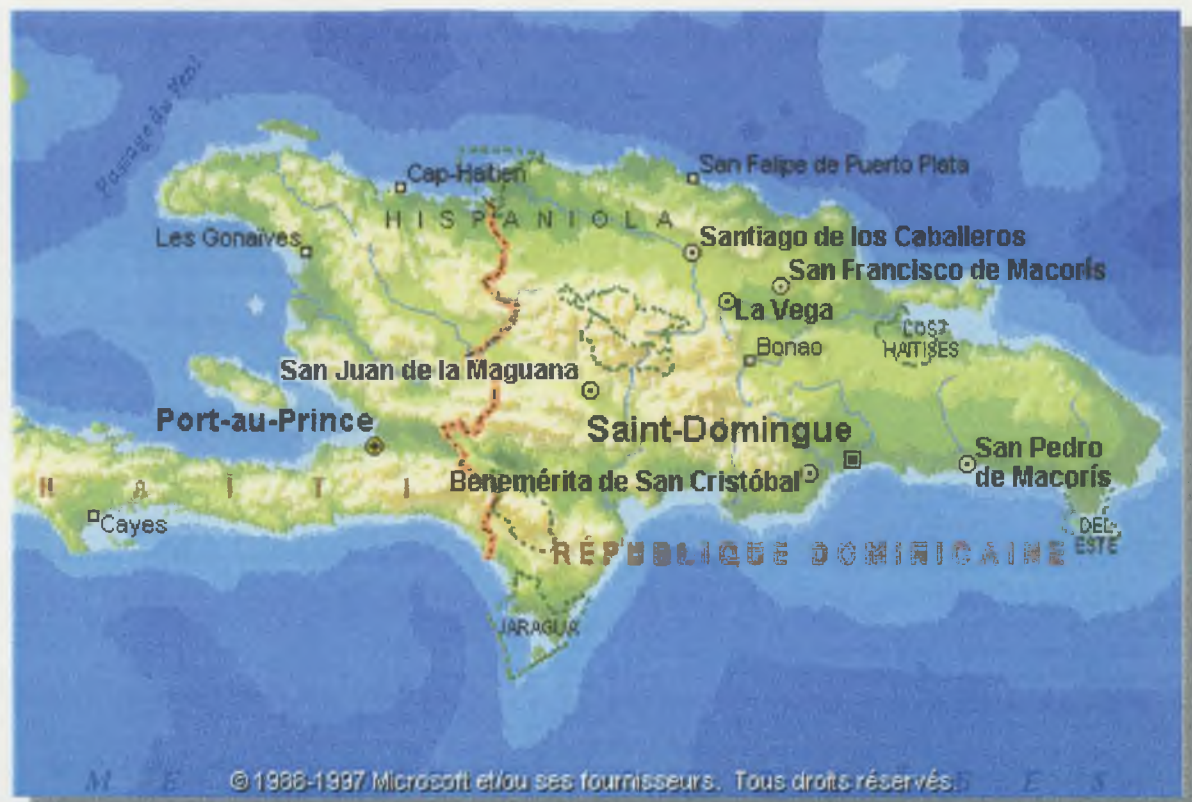 Passage du Vent
Cap-Haïtien
San Felipe de Puerto Plata
HISPANIOLA
Les Gonaïves
Santiago de los Caballeros
San Francisco de Macorís
La Vega
HAITISES
Bonao
San Juan de la Maguana
Port-au-Prince
Saint-Domingue
San Pedro
de Macorís
Benemérita de San Cristóbal
HAÏTI
Cayes
DEL
ESTE
RÉPUBLIQUE DOMINICAINE
JARAGUA
© 1988-1997 Microsoft et/ou ses fournisseurs. Tous droits réservés.